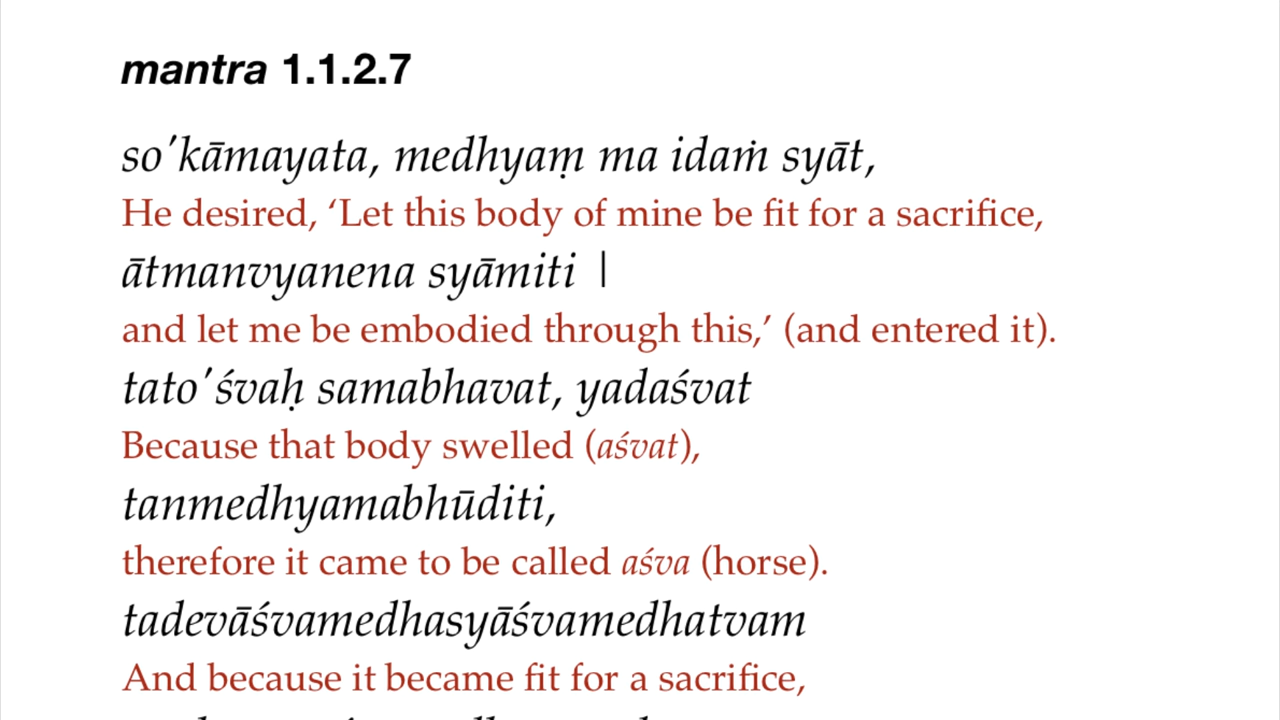 mantra 1.1.2.7
so'kāmayata, medhyaṃ ma idaṁ syāt,
He desired, ‘Let this body of mine be fit for a sacrifice,
ātmanvyanena syāmiti |
and let me be embodied through this,’ (and entered it).
tato'śvaḥ samabhavat, yadaśvat
Because that body swelled (aśvat),
tanmedhyamabhūditi,
therefore it came to be called aśva (horse).
tadevāśvamedhasyāśvamedhatvam
And because it became fit for a sacrifice,